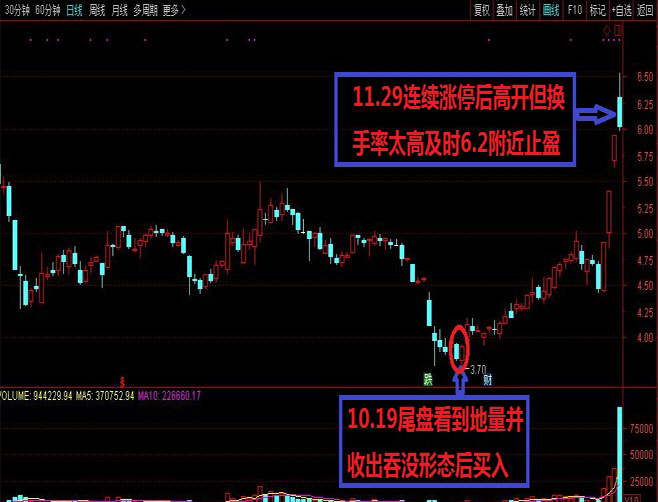 30分钟 60分钟 日线 周线 月线 多周期 更多 〉 复权 叠加 统计 画线 F10 标记 +自选 返回
6.50
6.25
11.29连续涨停后高开但换
手率太高及时6.2附近止盈
6.00
5.75
5.50
5.25
5.00
4.75
4.50
4.25
4.00
3.70
跌 财
VOLUME: 944229.94 MA5: 370752.94 MA10: 226660.17
10.19尾盘看到地量并
收出吞没形态后买入
75000
50000
25000
X10